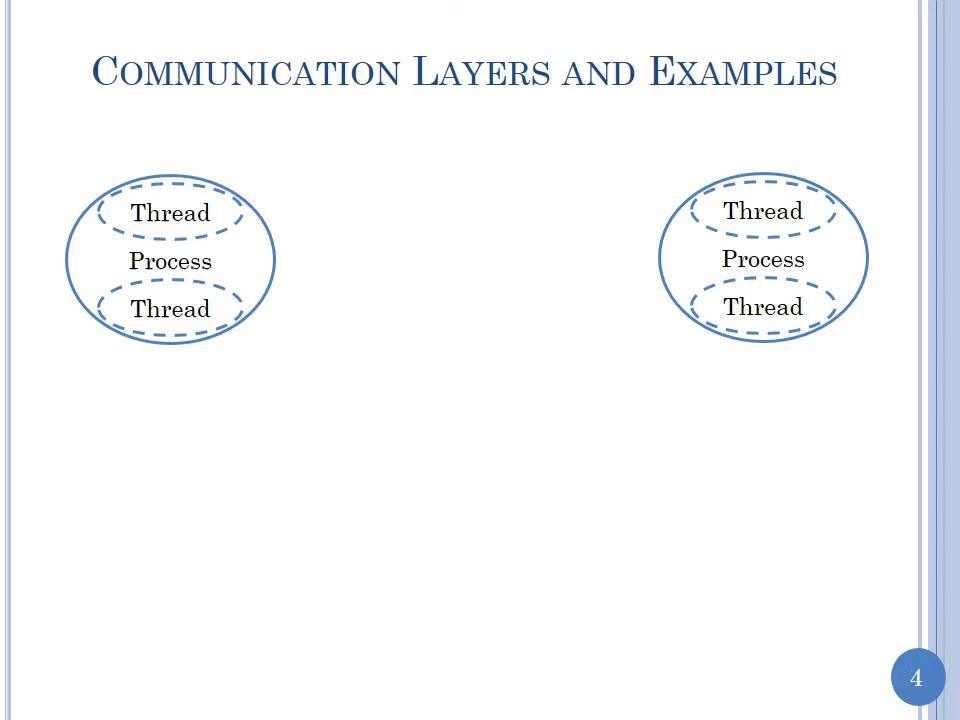 COMMUNICATION LAYERS AND EXAMPLES
Thread
Process
Thread
Thread
Process
Thread
4